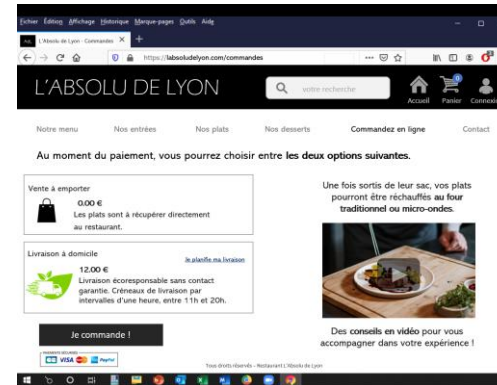 Fichier Édition Affichage Historique Marque-pages Outils Aide
L'Absolu de Lyon - Commandes
https://labsoludelyon.com/commandes
L'ABSOLU DE LYON
votre recherche
0
Accueil Panier Connexi
Notre menu Nos entrées Nos plats Nos desserts Commandez en ligne Contact
Au moment du paiement, vous pourrez choisir entre les deux options suivantes.
Vente à emporter
0.00 €
Les plats sont à récupérer directement
au restaurant.
Livraison à domicile
Je planifie ma livraison
12.00 €
Livraison écoresponsable sans contact
garantie. Créneaux de livraison par
intervalles d'une heure, entre 11h et 20h.
Je commande !
VISA PayPal
Une fois sortis de leur sac, vos plats
pourront être réchauffés au four
traditionnel ou micro-ondes.
Des conseils en vidéo pour vous
accompagner dans votre expérience !
Tous droits réservés - Restaurant L'Absolu de Lyon